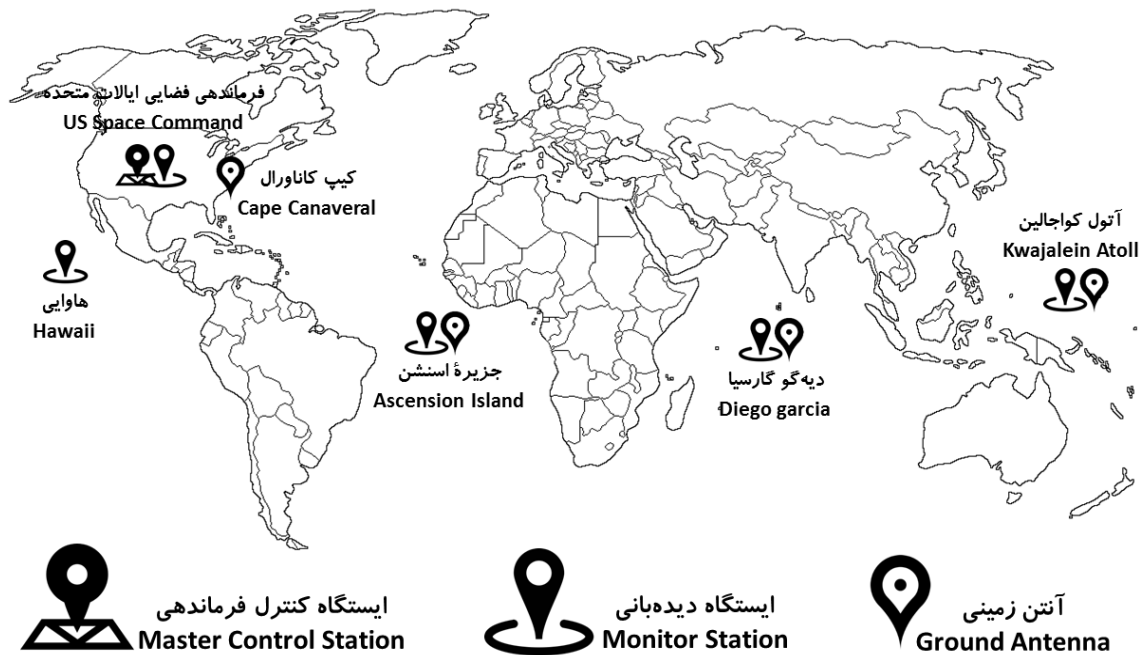 فرماندهی فضایی ایالات متحده
US Space Command
کیپ کاناورال
Cape Canaveral
آتول کواجالین
Kwajalein Atoll
هاوایی
Hawaii
جزیرهٔ اسنشن
Ascension Island
دیه‌گو گارسیا
Diego garcia
ایستگاه کنترل فرماندهی
Master Control Station
ایستگاه دیده‌بانی
Monitor Station
آنتن زمینی
Ground Antenna